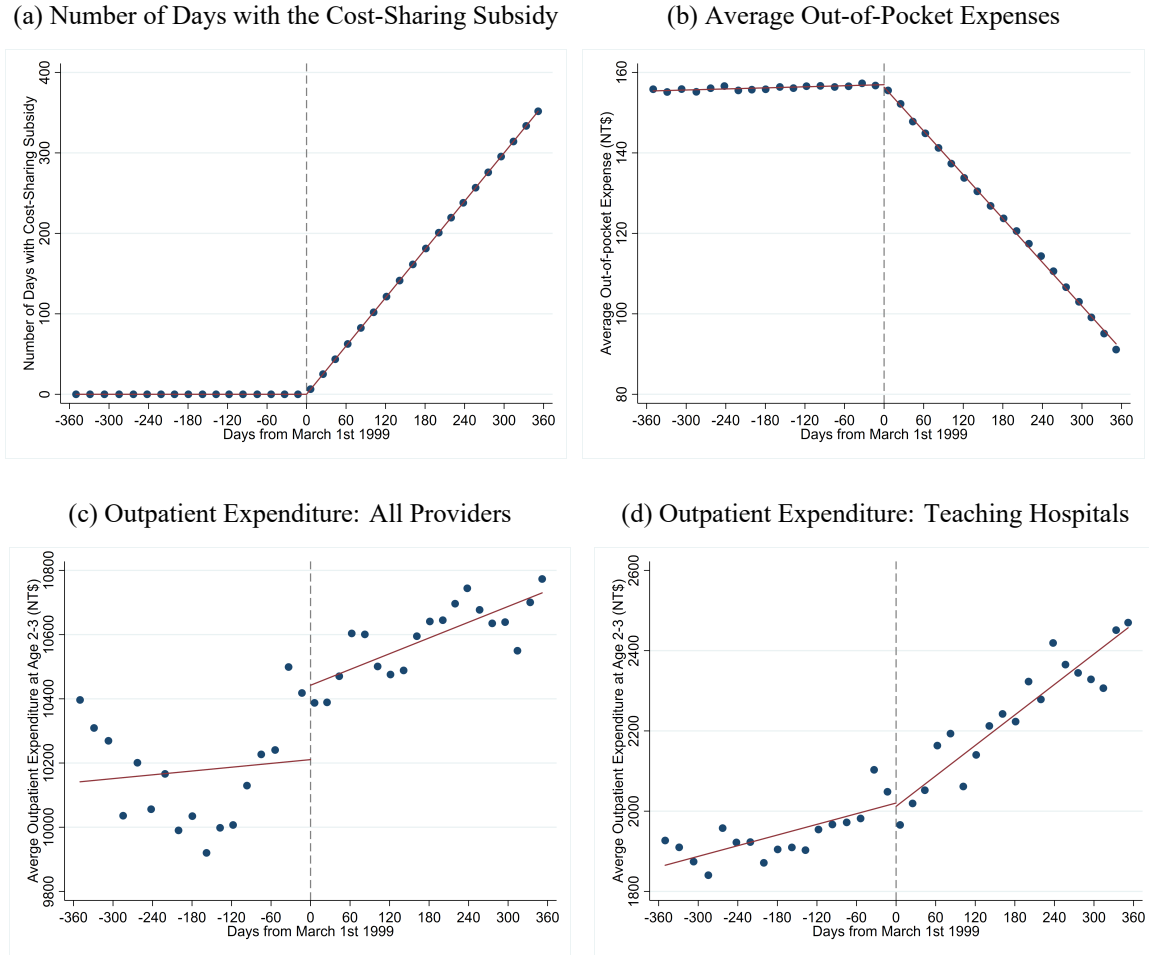 (a) Number of Days with the Cost-Sharing Subsidy
Number of Days with Cost-Sharing Subsidy
400
300
200
100
0
-360 -300 -240 -180 -120 -60 0 60 120 180 240 300 360
Days from March 1st 1999
(b) Average Out-of-Pocket Expenses
Average Out-of-pocket Expense (NT$)
160
140
120
100
80
-360 -300 -240 -180 -120 -60 0 60 120 180 240 300 360
Days from March 1st 1999
(c) Outpatient Expenditure: All Providers
Averge Outpatient Expenditure at Age 2-3 (NT$)
10800
10600
10400
10200
10000
9800
-360 -300 -240 -180 -120 -60 0 60 120 180 240 300 360
Days from March 1st 1999
(d) Outpatient Expenditure: Teaching Hospitals
Averge Outpatient Expenditure at Age 2-3 (NT$)
2600
2400
2200
2000
1800
-360 -300 -240 -180 -120 -60 0 60 120 180 240 300 360
Days from March 1st 1999